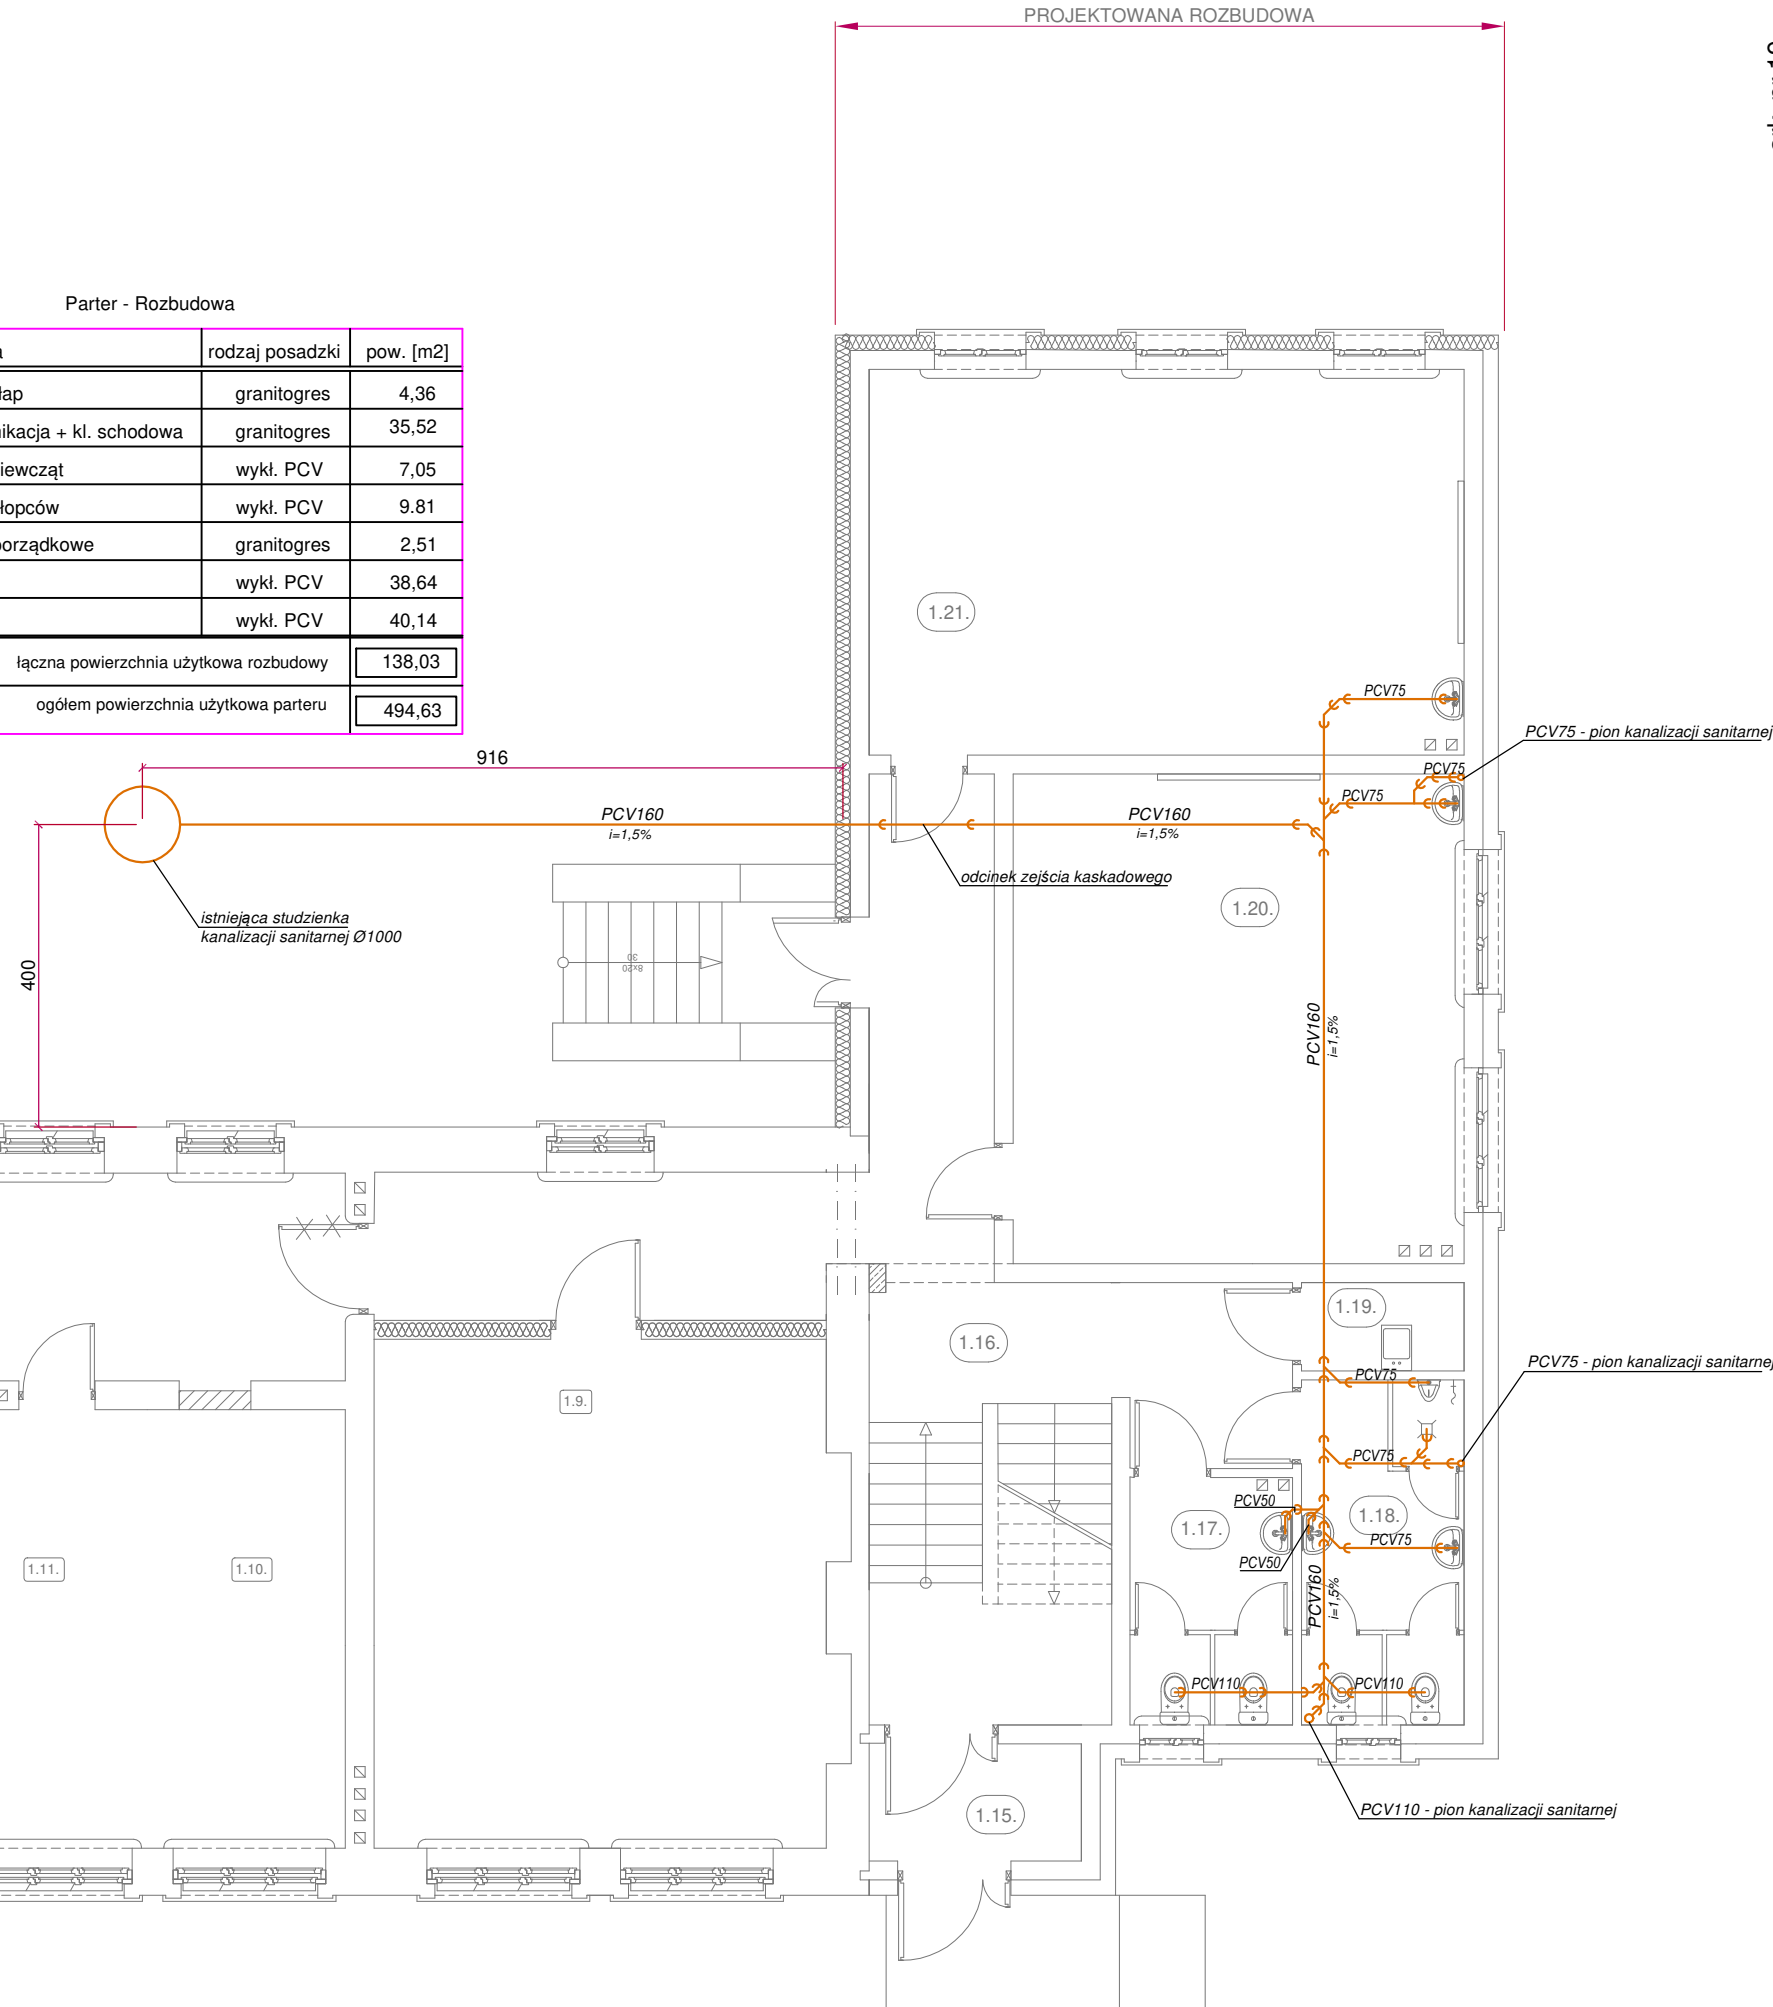 PROJEKTOWANA ROZBUDOWA
Parter - Rozbudowa
rodzaj posadzki pow. [m2]
granitogres 4,36
+ kl. schodowa granitogres 35,52
wykł. PCV 7,05
wykł. PCV 9.81
granitogres 2,51
wykł. PCV 38,64
wykł. PCV 40,14
łączna powierzchnia użytkowa rozbudowy 138,03
ogółem powierzchnia użytkowa parteru 494,63
916
400
PCV160
i=1,5%
PCV160
i=1,5%
odcinek zejścia kaskadowego
istniejąca studzienka
kanalizacji sanitarnej Ø1000
8x20
30
1.21.
PCV75
PCV75 - pion kanalizacji sanitarnej
PCV75
PCV75
1.20.
PCV160
i=1,5%
1.19.
1.16.
PCV75 - pion kanalizacji sanitarnej
PCV75
PCV75
1.9.
PCV50
1.17.
1.18.
PCV75
PCV50
1.11.
1.10.
PCV160
i=1,5%
PCV110
PCV110
1.15.
PCV110 - pion kanalizacji sanitarnej